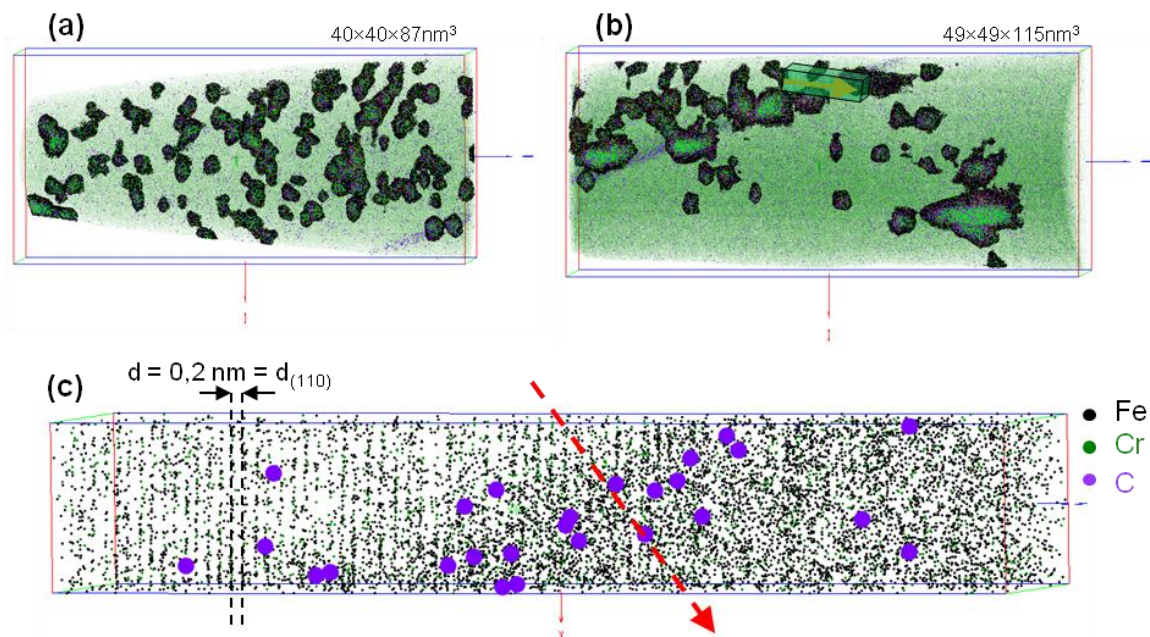 (a)
40×40×87nm³
(b)
49×49×115nm³
(c)
d = 0,2 nm = d(110)
Fe
Cr
C